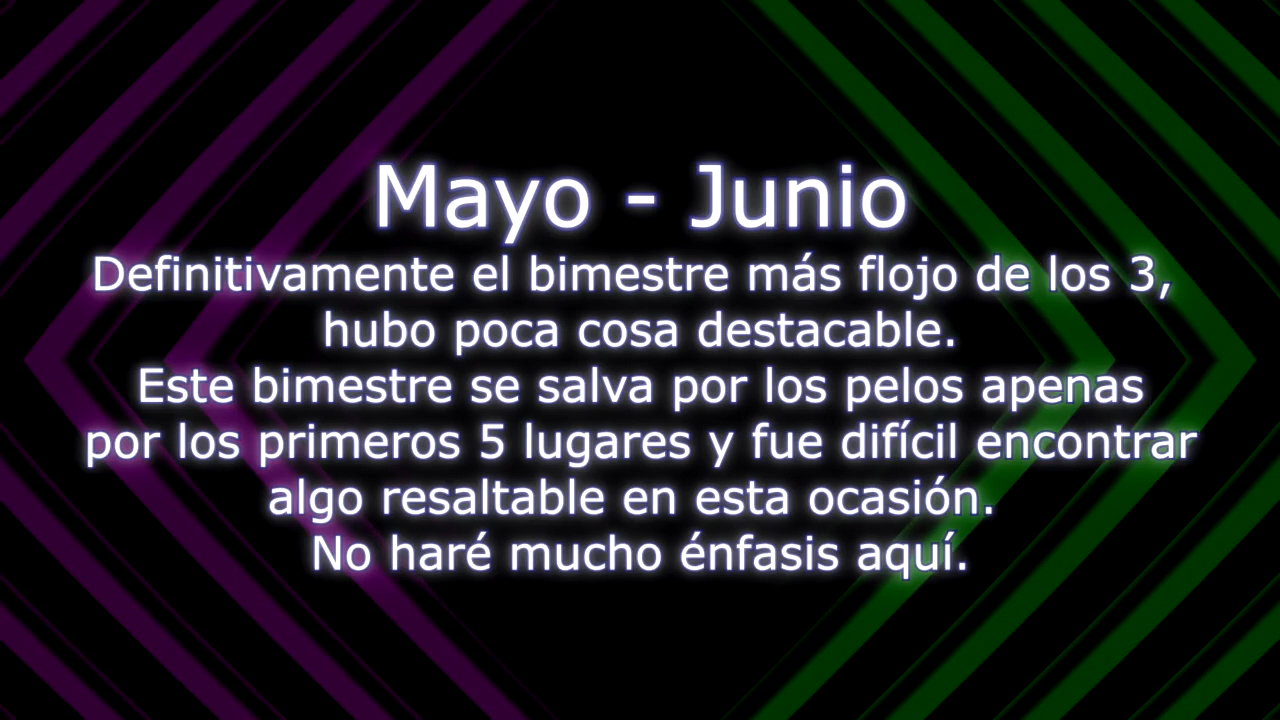 Mayo - Junio
Definitivamente el bimestre más flojo de los 3,
hubo poca cosa destacable.
Este bimestre se salva por los pelos apenas
por los primeros 5 lugares y fue difícil encontrar
algo resaltable en esta ocasión.
No haré mucho énfasis aquí.